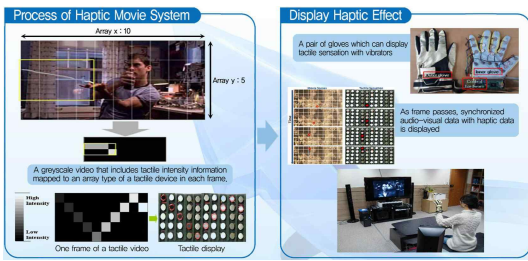 Process of Haptic Movie System
Array x : 10
Array y : 5
A greyscale video that includes tactile intensity information
mapped to an array type of a tactile device in each frame.
High
Intensity
Low
Intensity
One frame of a tactile video
Tactile display
Display Haptic Effect
A pair of gloves which can display
tactile sensation with vibrators
Inner glove
As frame passes, synchronized
audio-visual data with haptic data
is displayed